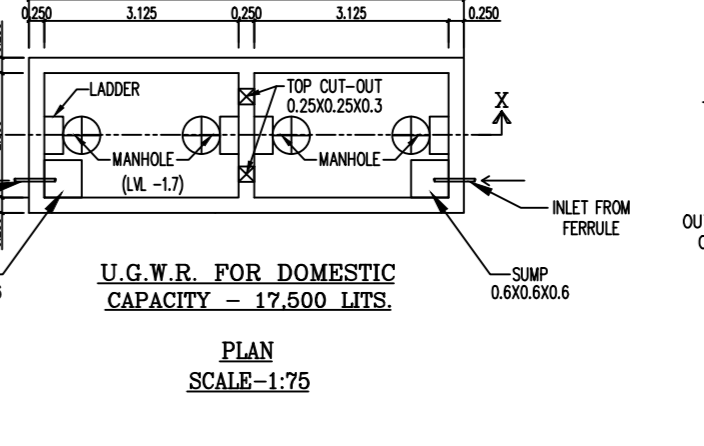 0.250 3.125 0.250 3.125 0.250
LADDER
TOP CUT-OUT
0.25X0.25X0.3
X
MANHOLE
(LVL -1.7)
MANHOLE
INLET FROM
FERRULE
SUMP
0.6X0.6X0.6
U.G.W.R. FOR DOMESTIC
CAPACITY - 17,500 LITS.
PLAN
SCALE-1:75